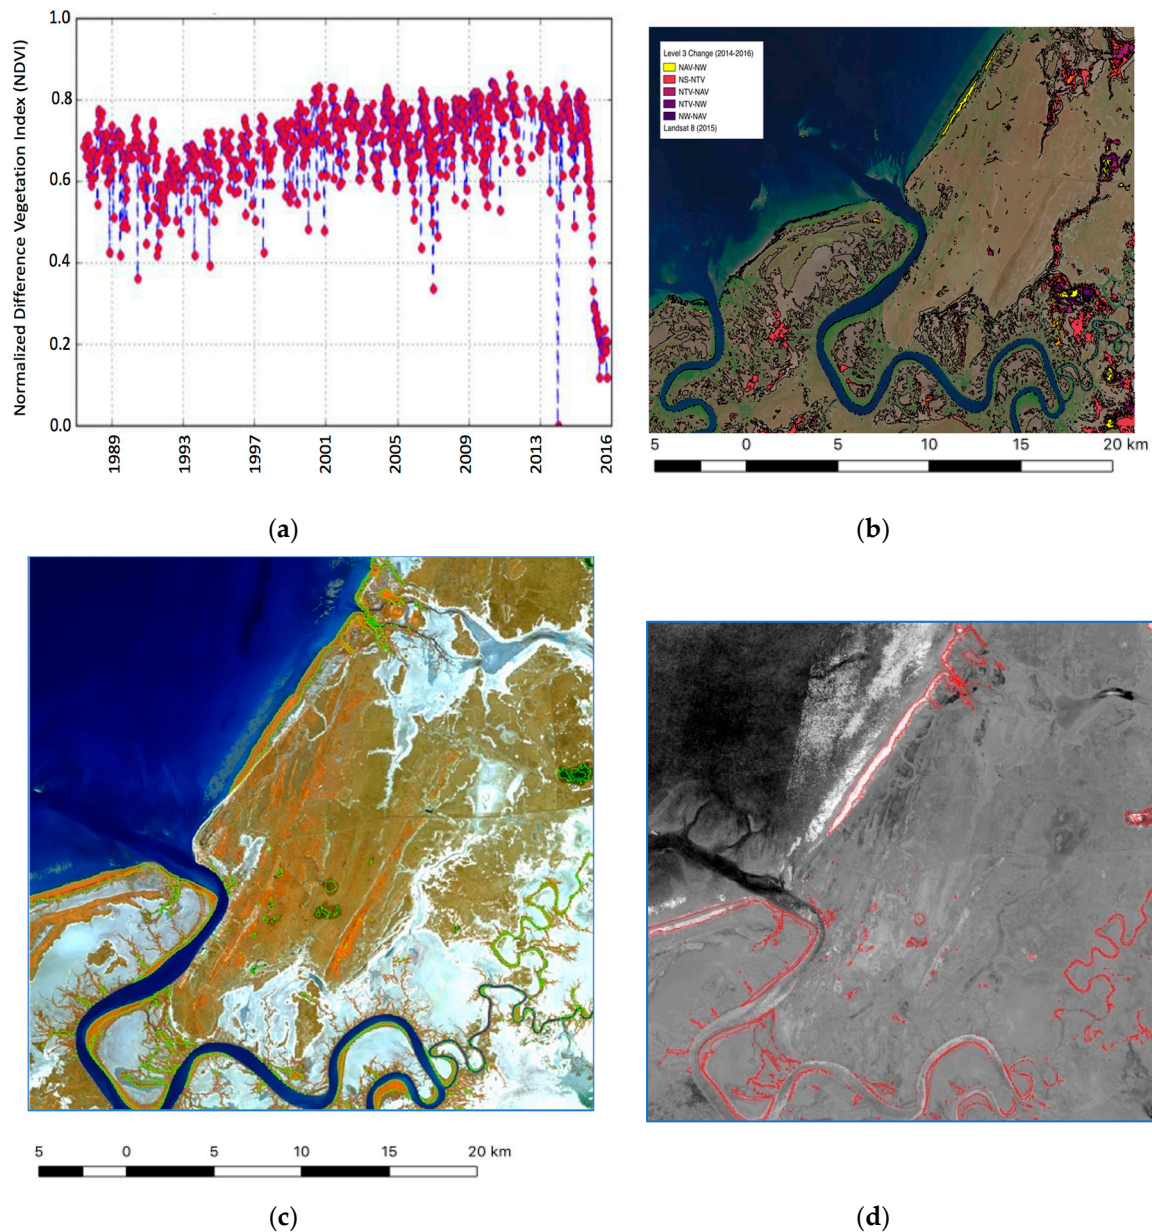 Normalized Difference Vegetation Index (NDVI)
1.0
0.8
0.6
0.4
0.2
0.0
1989
1993
1997
2001
2005
2009
2013
2016
(a)
Level 3 Change (2014-2016)
NAV-NW
NS-NTV
NTV-NAV
NTV-NW
NW-NAV
Landsat 8 (2015)
5 0 5 10 15 20 km
(b)
5 0 5 10 15 20 km
(c)
(d)